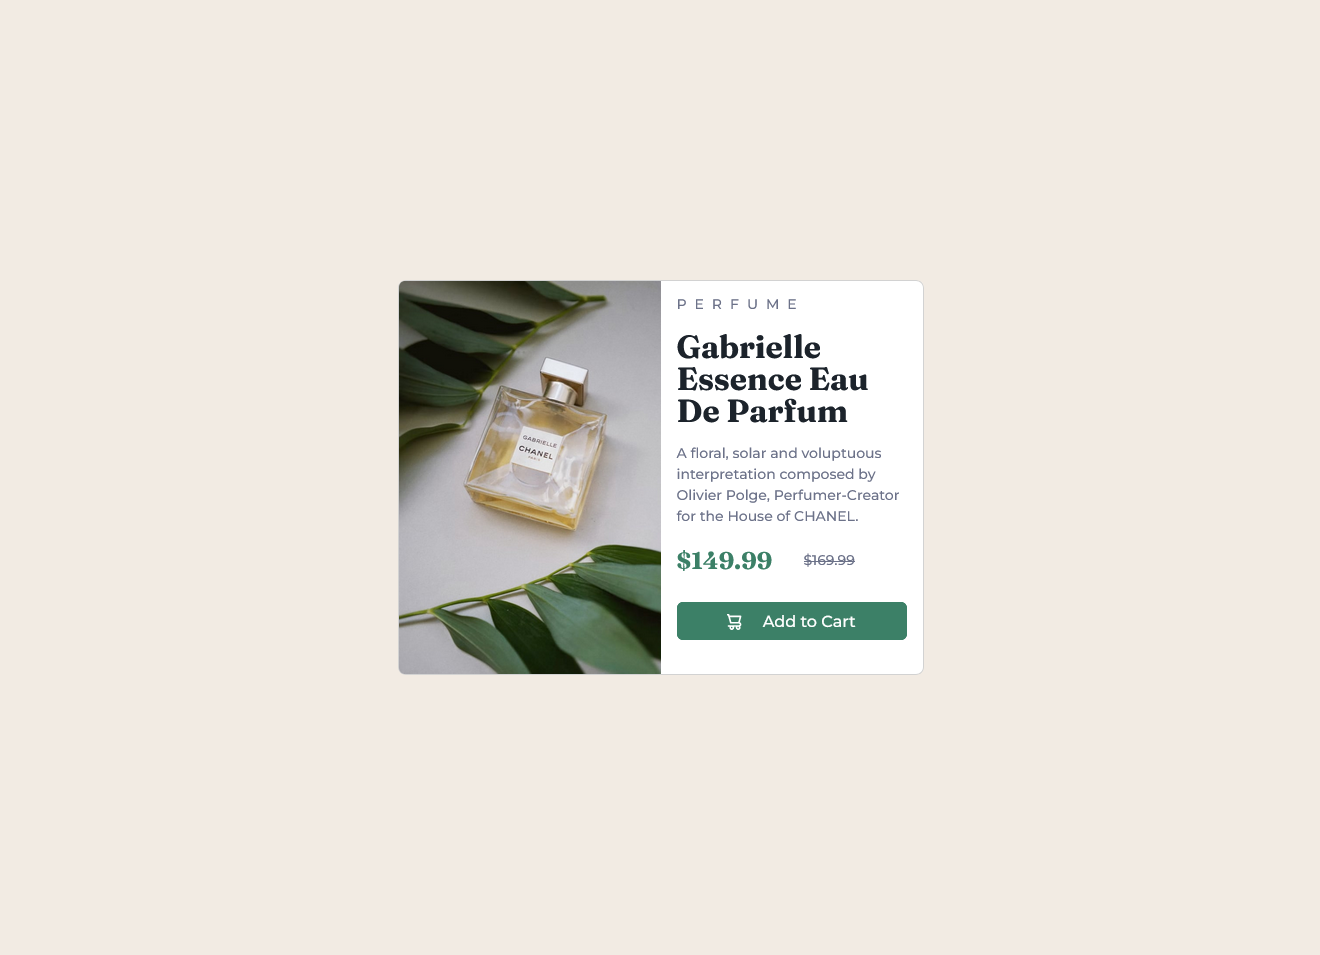 GABRIELLE
CHANEL
PARIS
PERFUME
Gabrielle
Essence Eau
De Parfum
A floral, solar and voluptuous
interpretation composed by
Olivier Polge, Perfumer-Creator
for the House of CHANEL.
$149.99 $169.99
Add to Cart